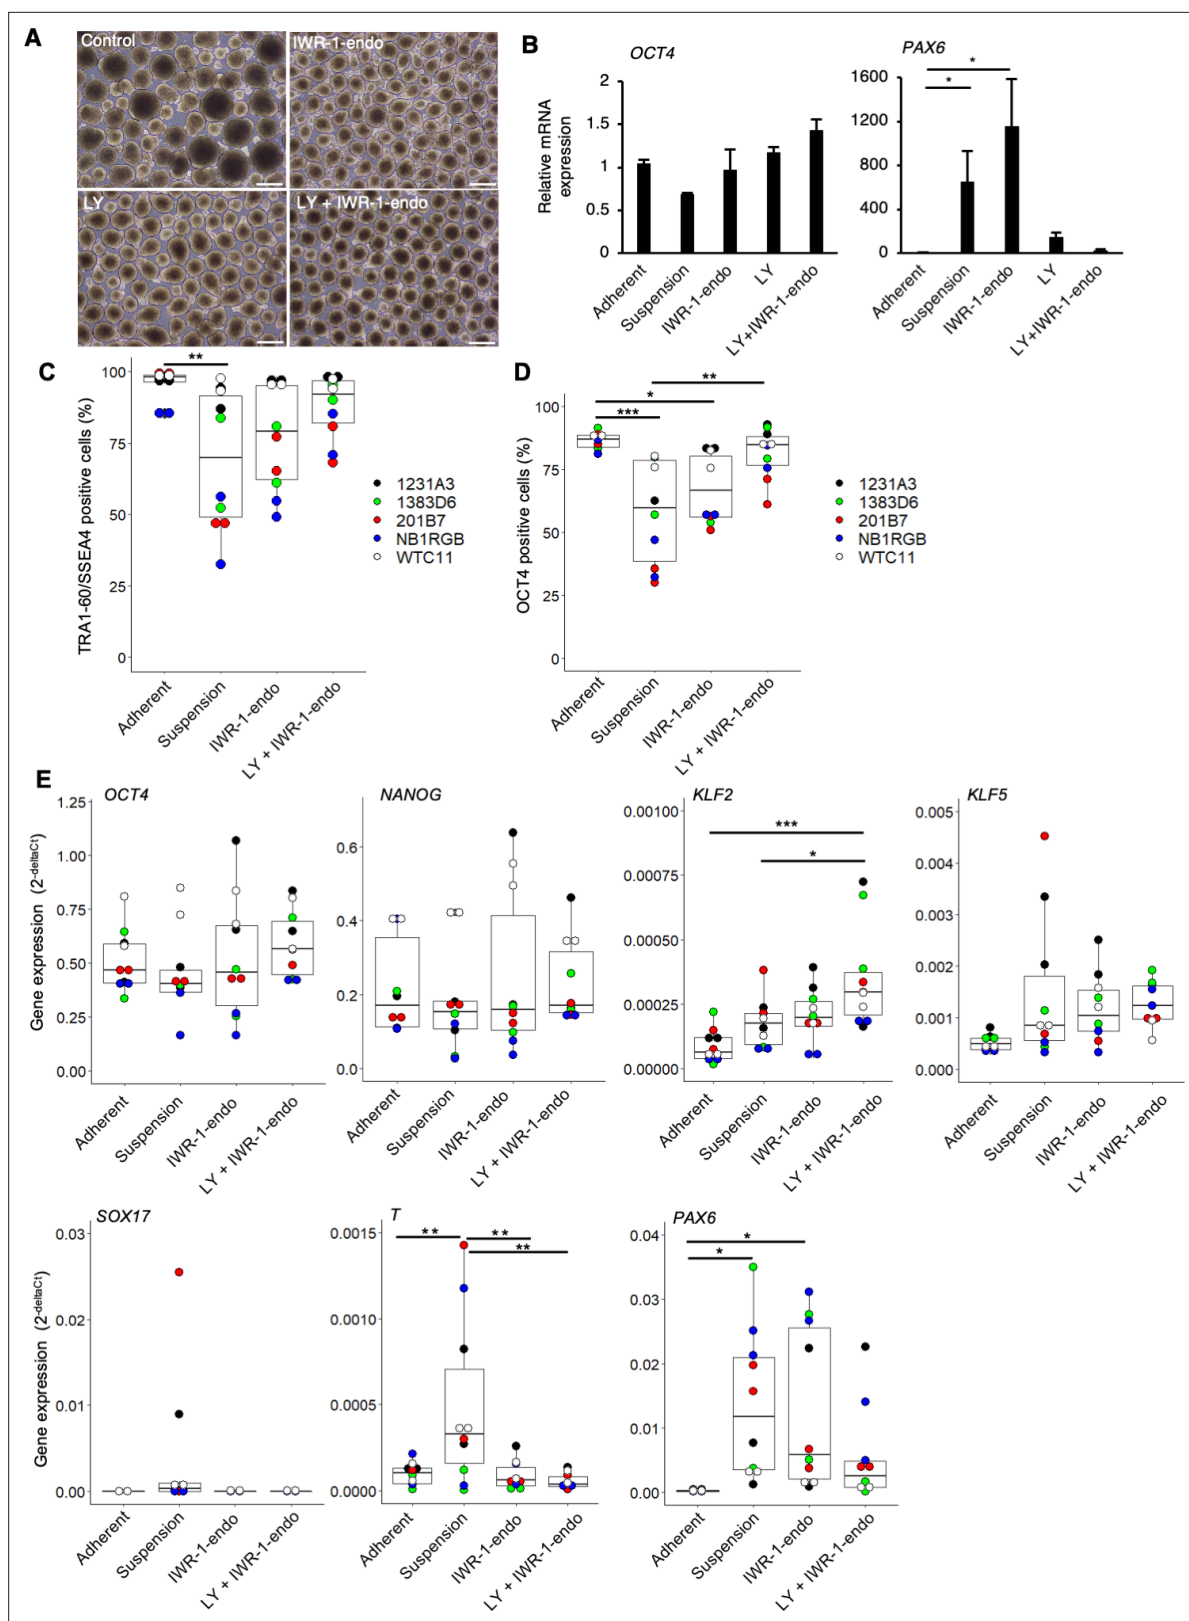 A
Control
IWR-1-endo
LY
LY + IWR-1-endo
B
OCT4
Relative mRNA
expression
2
1.5
1
0.5
0
Adherent
Suspension
IWR-1-endo
LY
LY+IWR-1-endo
PAX6
1600
1200
800
400
0
*
*
Adherent
Suspension
IWR-1-endo
LY
LY+IWR-1-endo
C
TRA1-60/SSEA4 positive cells (%)
100
75
50
25
0
**
Adherent
Suspension
IWR-1-endo
LY + IWR-1-endo
1231A3
1383D6
201B7
NB1RGB
WTC11
D
OCT4 positive cells (%)
100
75
50
25
0
**
*
***
Adherent
Suspension
IWR-1-endo
LY + IWR-1-endo
1231A3
1383D6
201B7
NB1RGB
WTC11
E
OCT4
Gene expression (2-deltaCt)
1.25
1.00
0.75
0.50
0.25
0.00
Adherent
Suspension
IWR-1-endo
LY + IWR-1-endo
NANOG
0.6
0.4
0.2
0.0
Adherent
Suspension
IWR-1-endo
LY + IWR-1-endo
KLF2
0.00100
0.00075
0.00050
0.00025
0.00000
***
*
Adherent
Suspension
IWR-1-endo
LY + IWR-1-endo
KLF5
0.005
0.004
0.003
0.002
0.001
0.000
Adherent
Suspension
IWR-1-endo
LY + IWR-1-endo
SOX17
Gene expression (2-deltaCt)
0.03
0.02
0.01
0.00
Adherent
Suspension
IWR-1-endo
LY + IWR-1-endo
T
0.0015
0.0010
0.0005
0.0000
**
**
**
Adherent
Suspension
IWR-1-endo
LY + IWR-1-endo
PAX6
0.04
0.03
0.02
0.01
0.00
*
*
Adherent
Suspension
IWR-1-endo
LY + IWR-1-endo